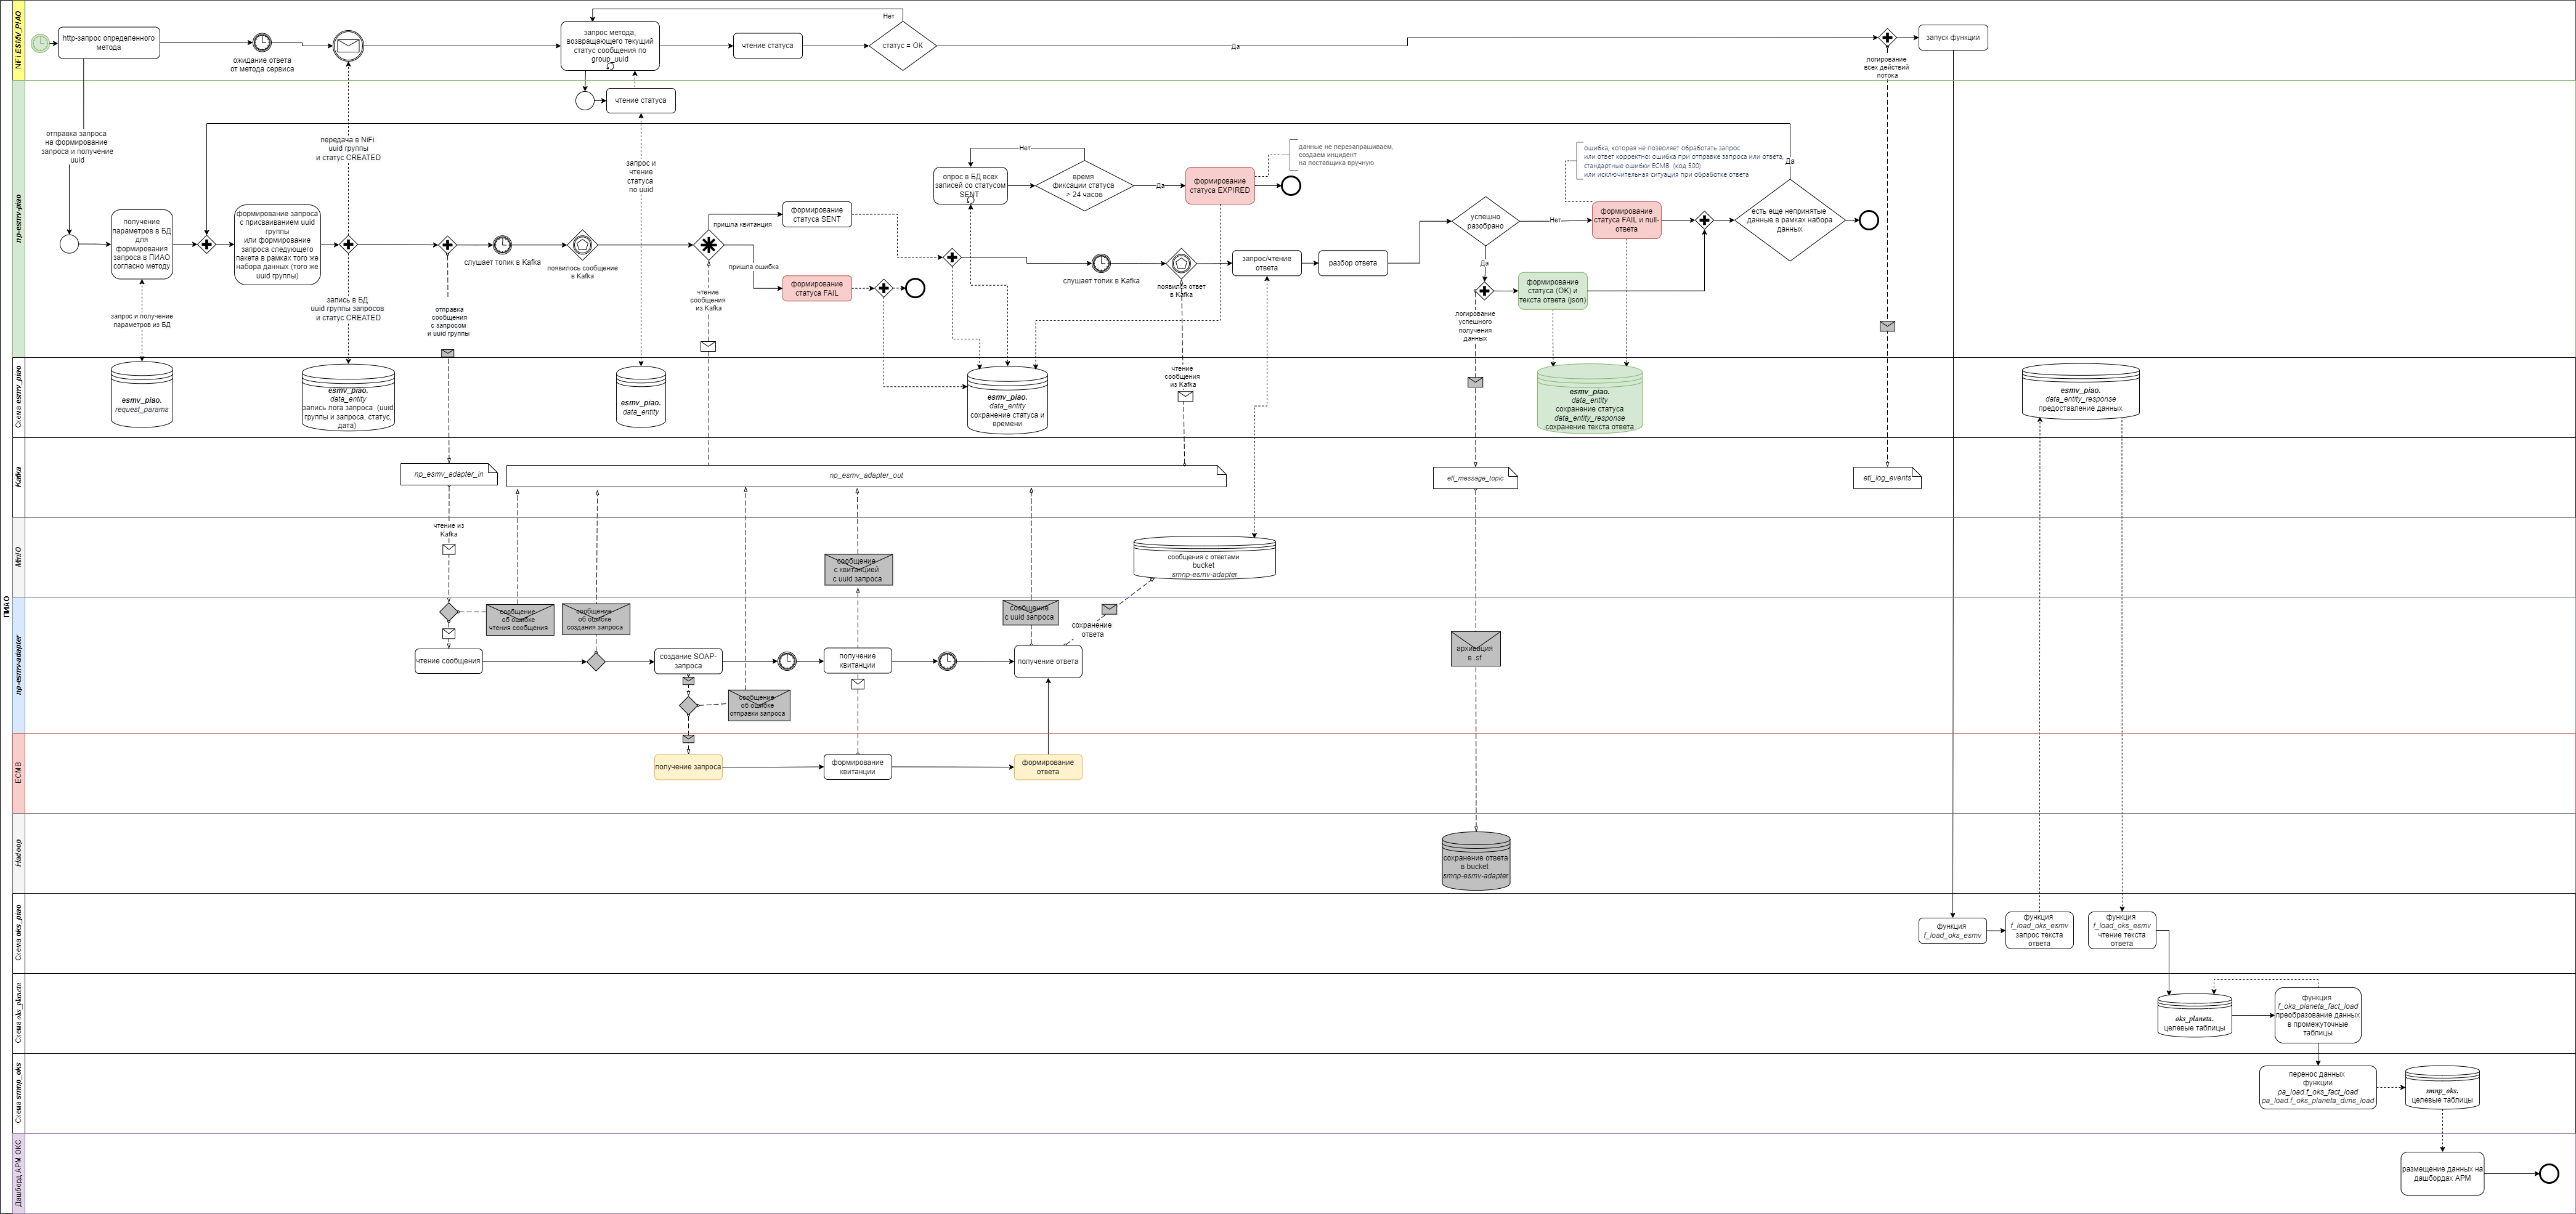 ПИАО
NiFi ESMV_PIAO
http-запрос определенного
метода
ожидание ответа
от метода сервиса
запрос метода,
возвращающего текущий
статус сообщения по
group_uuid
чтение статуса
статус = OK
Нет
Да
логирование
всех действий
потока
запуск функции
np-esmv-piao
чтение статуса
отправка запроса
на формирование
запроса и получение
uuid
передача в NiFi
uuid группы
и статус CREATED
запрос и
чтение
статуса
по uuid
получение
параметров в БД
для
формирования
запроса в ПИАО
согласно методу
формирование запроса
с присваиванием uuid
группы
или формирование
запроса следующего
пакета в рамках того же
набора данных (того же
uuid группы)
запрос и получение
параметров из БД
запись в БД
uuid группы запросов
и статус CREATED
отправка
сообщения
с запросом
и uuid группы
слушает топик в Kafka
появилось сообщение
в Kafka
пришла квитанция
пришла ошибка
чтение
сообщения
из Kafka
формирование
статуса SENT
формирование
статуса FAIL
опрос в БД всех
записей со статусом
SENT
Нет
время
фиксации статуса
> 24 часов
Да
формирование
статуса EXPIRED
данные не перезапрашиваем,
создаем инцидент
на поставщика вручную
слушает топик в Kafka
появился ответ
в Kafka
запрос/чтение
ответа
разбор ответа
успешно
разобрано
Нет
Да
формирование
статуса FAIL и null-
ответа
ошибка, которая не позволяет обработать запрос
или ответ корректно: ошибка при отправке запроса или ответа,
стандартные ошибки ЕСМВ  (код 500)
или исключительная ситуация при обработке ответа
Да
есть еще непринятые
данные в рамках набора
данных
формирование
статуса (OK) и
текста ответа (json)
логирование
успешного
получения
данных
Схема esmv_piao
esmv_piao.
request_params
esmv_piao.
data_entity
запись лога запроса  (uuid
группы и запроса, статус,
дата)
esmv_piao.
data_entity
esmv_piao.
data_entity
сохранение статуса и
времени
чтение
сообщения
из Kafka
esmv_piao.
data_entity
сохранение статуса
data_entity_response
сохранение текста ответа
esmv_piao.
data_entity_response
предоставление данных
Kafka
np_esmv_adapter_in
np_esmv_adapter_out
etl_message_topic
etl_log_events
MinIO
чтение из
Kafka
сообщение
с квитанцией
с uuid запроса
сообщения с ответами
bucket
smnp-esmv-adapter
np-esmv-adapter
сообщение
об ошибке
чтения сообщения
сообщение
об ошибке
создания запроса
сообщение
с uuid запроса
сохранение
ответа
чтение сообщения
создание SOAP-
запроса
получение
квитанции
получение ответа
сообщение
об ошибке
отправки запроса
архивация
в .sf
ЕСМВ
получение запроса
формирование
квитанции
формирование
ответа
Hadoop
сохранение ответа
в bucket
smnp-esmv-adapter
Схема oks_piao
функция
f_load_oks_esmv
функция
f_load_oks_esmv
запрос текста
ответа
функция
f_load_oks_esmv
чтение текста
ответа
Схема oks_planeta
oks_planeta.
целевые таблицы
функция
f_oks_planeta_fact_load
преобразование данных
в промежуточные
таблицы
Схема smnp_oks
перенос данных
функции
pa_load.f_oks_fact_load
pa_load.f_oks_planeta_dims_load
smnp_oks.
целевые таблицы
Дашборд АРМ ОКС
размещение данных на
дашбордах АРМ